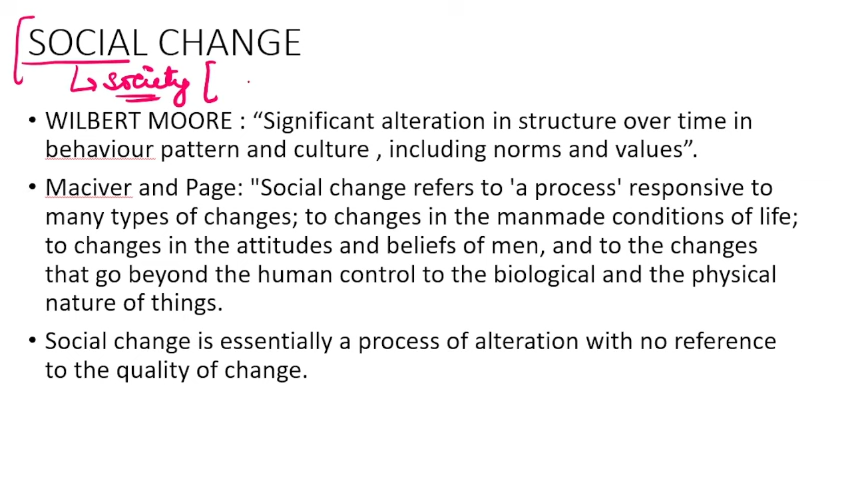 SOCIAL CHANGE
↳ society [
• WILBERT MOORE : “Significant alteration in structure over time in
behaviour pattern and culture , including norms and values”.
• Maciver and Page: "Social change refers to 'a process' responsive to
many types of changes; to changes in the manmade conditions of life;
to changes in the attitudes and beliefs of men, and to the changes
that go beyond the human control to the biological and the physical
nature of things.
• Social change is essentially a process of alteration with no reference
to the quality of change.